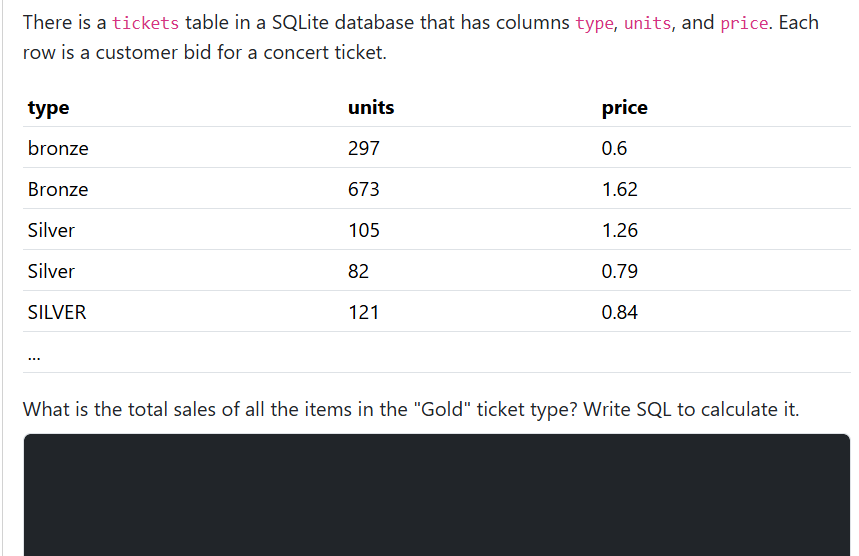 There is a tickets table in a SQLite database that has columns type, units, and price. Each
row is a customer bid for a concert ticket.
type units price
bronze 297 0.6
Bronze 673 1.62
Silver 105 1.26
Silver 82 0.79
SILVER 121 0.84
...
What is the total sales of all the items in the "Gold" ticket type? Write SQL to calculate it.